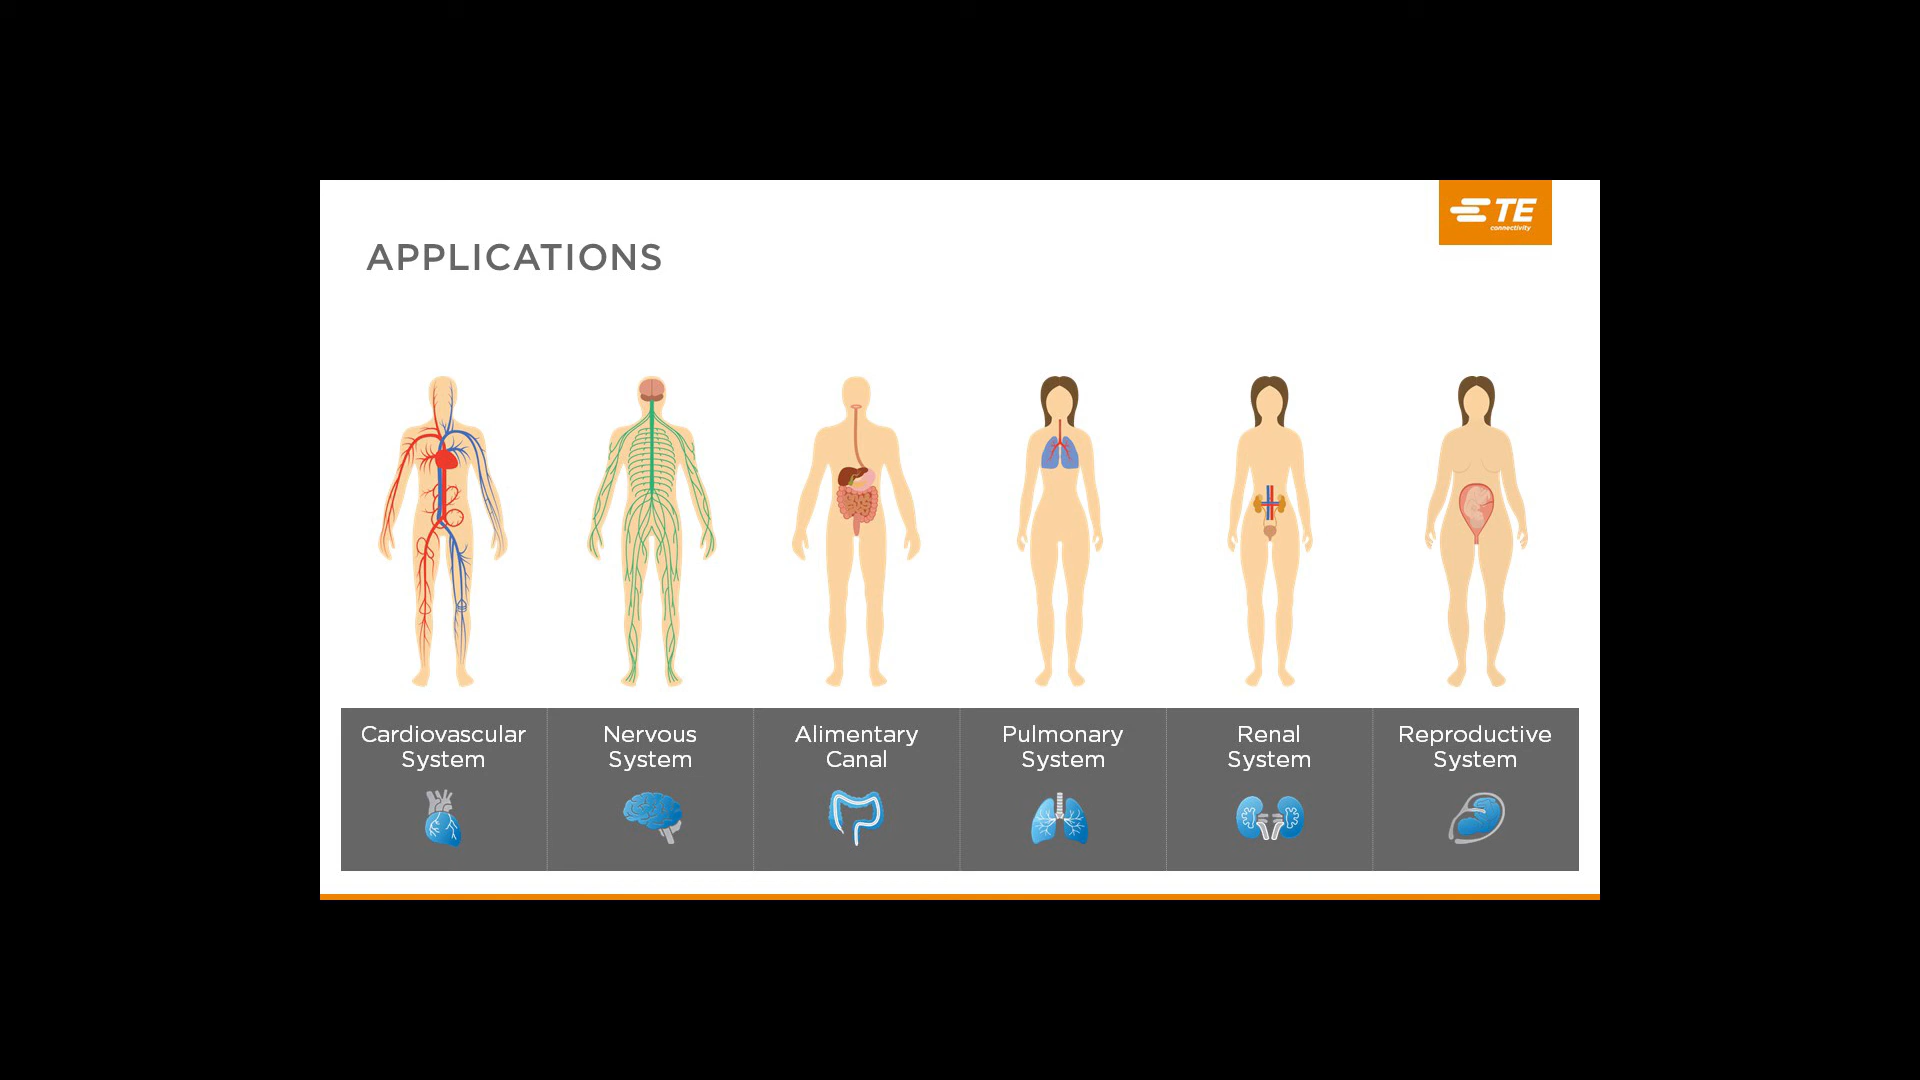 TE
connectivity
APPLICATIONS
Cardiovascular
System
Nervous
System
Alimentary
Canal
Pulmonary
System
Renal
System
Reproductive
System